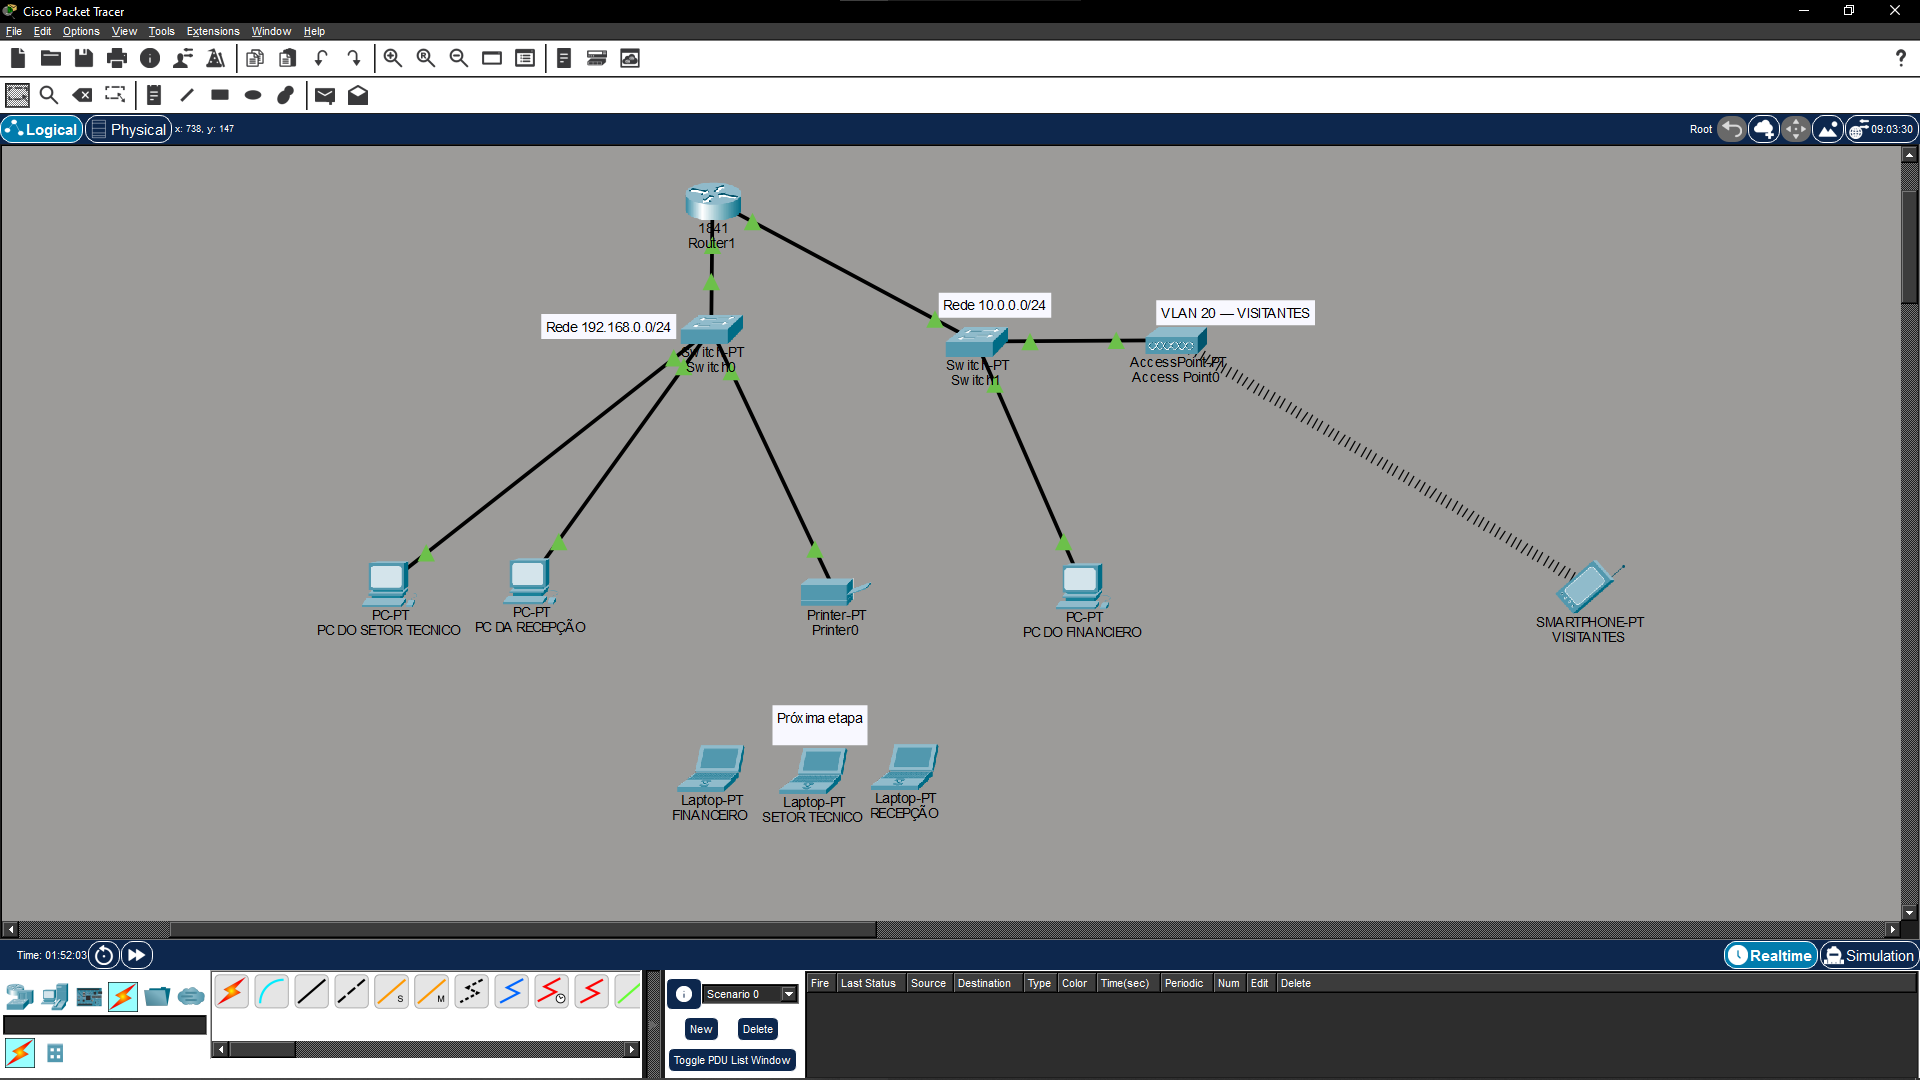 Cisco Packet Tracer
File Edit Options View Tools Extensions Window Help
?
Logical Physical x: 738, y: 147
Root 09:03:30
1841
Router1
Rede 192.168.0.0/24
Switch-PT
Switch0
Rede 10.0.0.0/24
Switch-PT
Switch1
VLAN 20 — VISITANTES
AccessPoint-PT
Access Point0
PC-PT
PC DO SETOR TECNICO
PC-PT
PC DA RECEPÇÃO
Printer-PT
Printer0
PC-PT
PC DO FINANCIERO
SMARTPHONE-PT
VISITANTES
Próxima etapa
Laptop-PT
FINANCEIRO
Laptop-PT
SETOR TECNICO
Laptop-PT
RECEPÇÃO
Time: 01:52:03
Realtime Simulation
S M
Scenario 0
New Delete
Toggle PDU List Window
Fire Last Status Source Destination Type Color Time(sec) Periodic Num Edit Delete